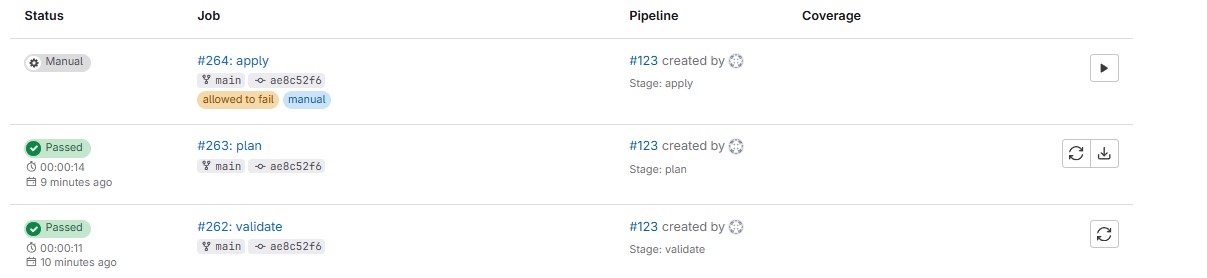 Status Job Pipeline Coverage
Manual #264: apply #123 created by
main ae8c52f6 Stage: apply
allowed to fail manual
Passed #263: plan #123 created by
00:00:14 main ae8c52f6 Stage: plan
9 minutes ago
Passed #262: validate #123 created by
00:00:11 main ae8c52f6 Stage: validate
10 minutes ago